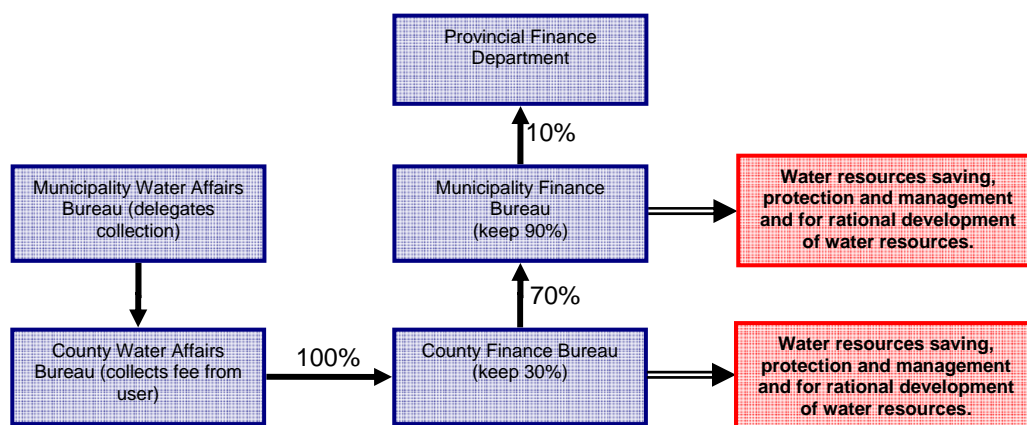 Provincial Finance
Department
10%
Municipality Water Affairs
Bureau (delegates
collection)
Municipality Finance
Bureau
(keep 90%)
Water resources saving,
protection and management
and for rational development
of water resources.
70%
County Water Affairs
Bureau (collects fee from
user)
100%
County Finance Bureau
(keep 30%)
Water resources saving,
protection and management
and for rational development
of water resources.